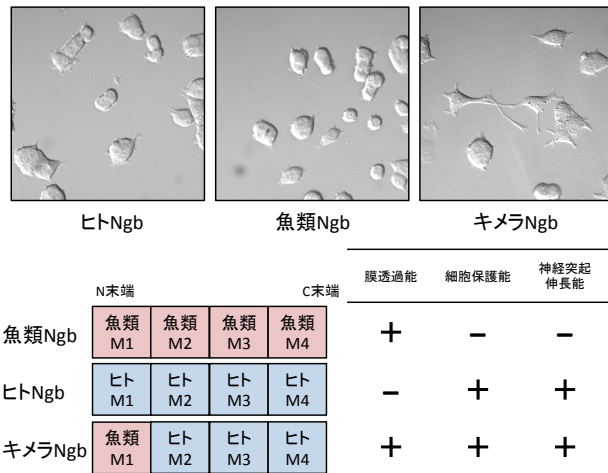 ヒトNgb
魚類Ngb
キメラNgb
N末端
C末端
膜透過能
細胞保護能
神経突起
伸長能
魚類Ngb
魚類
M1
魚類
M2
魚類
M3
魚類
M4
+
−
−
ヒトNgb
ヒト
M1
ヒト
M2
ヒト
M3
ヒト
M4
−
+
+
キメラNgb
魚類
M1
ヒト
M2
ヒト
M3
ヒト
M4
+
+
+